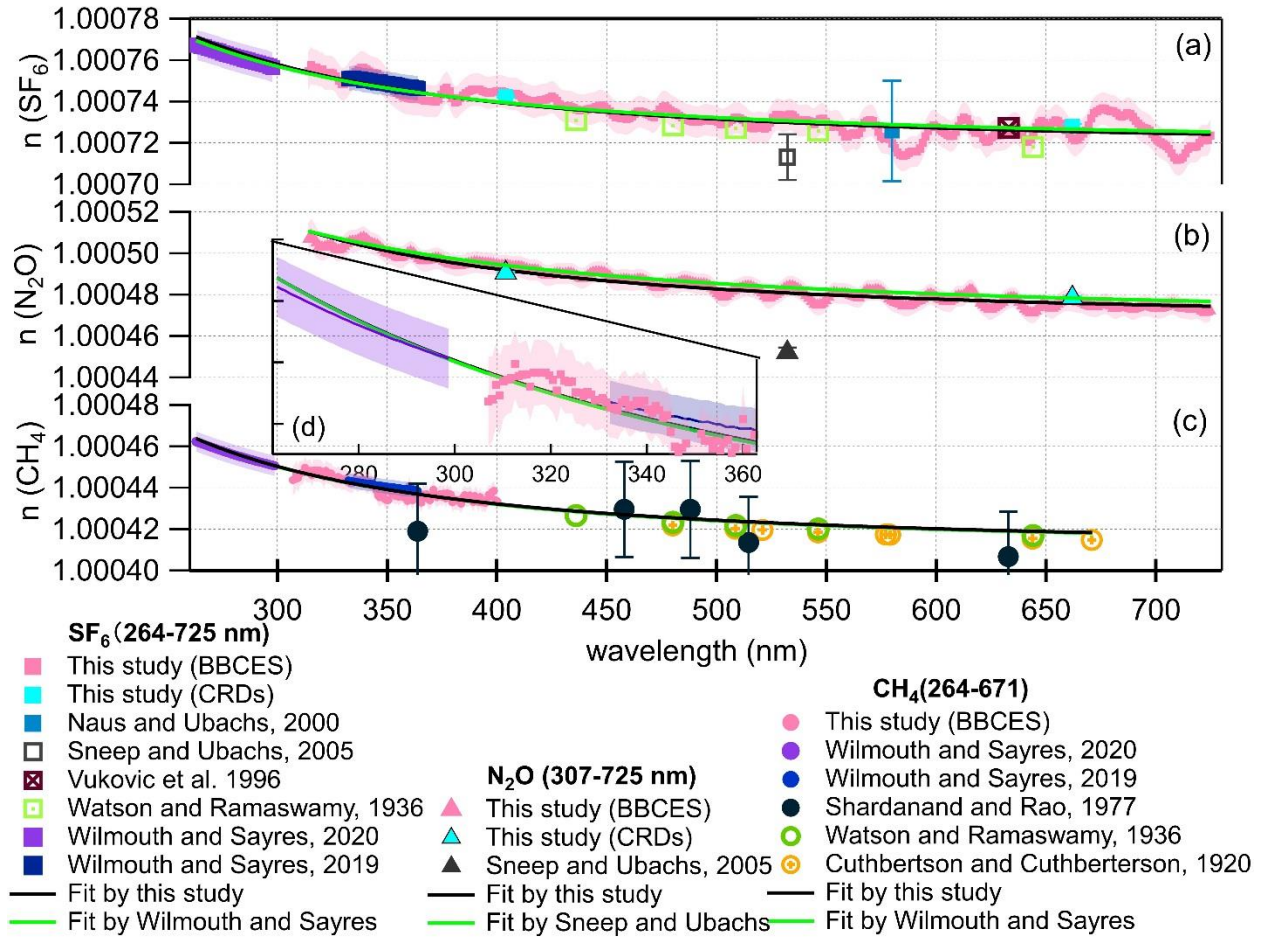 1.00078
1.00076
1.00074
1.00072
1.00070
n (SF6)
(a)
1.00052
1.00050
1.00048
1.00046
1.00044
n (N2O)
(b)
1.00048
1.00046
1.00044
1.00042
1.00040
n (CH4)
(c)
(d)
280 300 320 340 360
300 350 400 450 500 550 600 650 700
wavelength (nm)
SF6(264-725 nm)
This study (BBCES)
This study (CRDs)
Naus and Ubachs, 2000
Sneep and Ubachs, 2005
Vukovic et al. 1996
Watson and Ramaswamy, 1936
Wilmouth and Sayres, 2020
Wilmouth and Sayres, 2019
Fit by this study
Fit by Wilmouth and Sayres
N2O (307-725 nm)
This study (BBCES)
This study (CRDs)
Sneep and Ubachs, 2005
Fit by this study
Fit by Sneep and Ubachs
CH4(264-671)
This study (BBCES)
Wilmouth and Sayres, 2020
Wilmouth and Sayres, 2019
Shardanand and Rao, 1977
Watson and Ramaswamy, 1936
Cuthbertson and Cuthberterson, 1920
Fit by this study
Fit by Wilmouth and Sayres